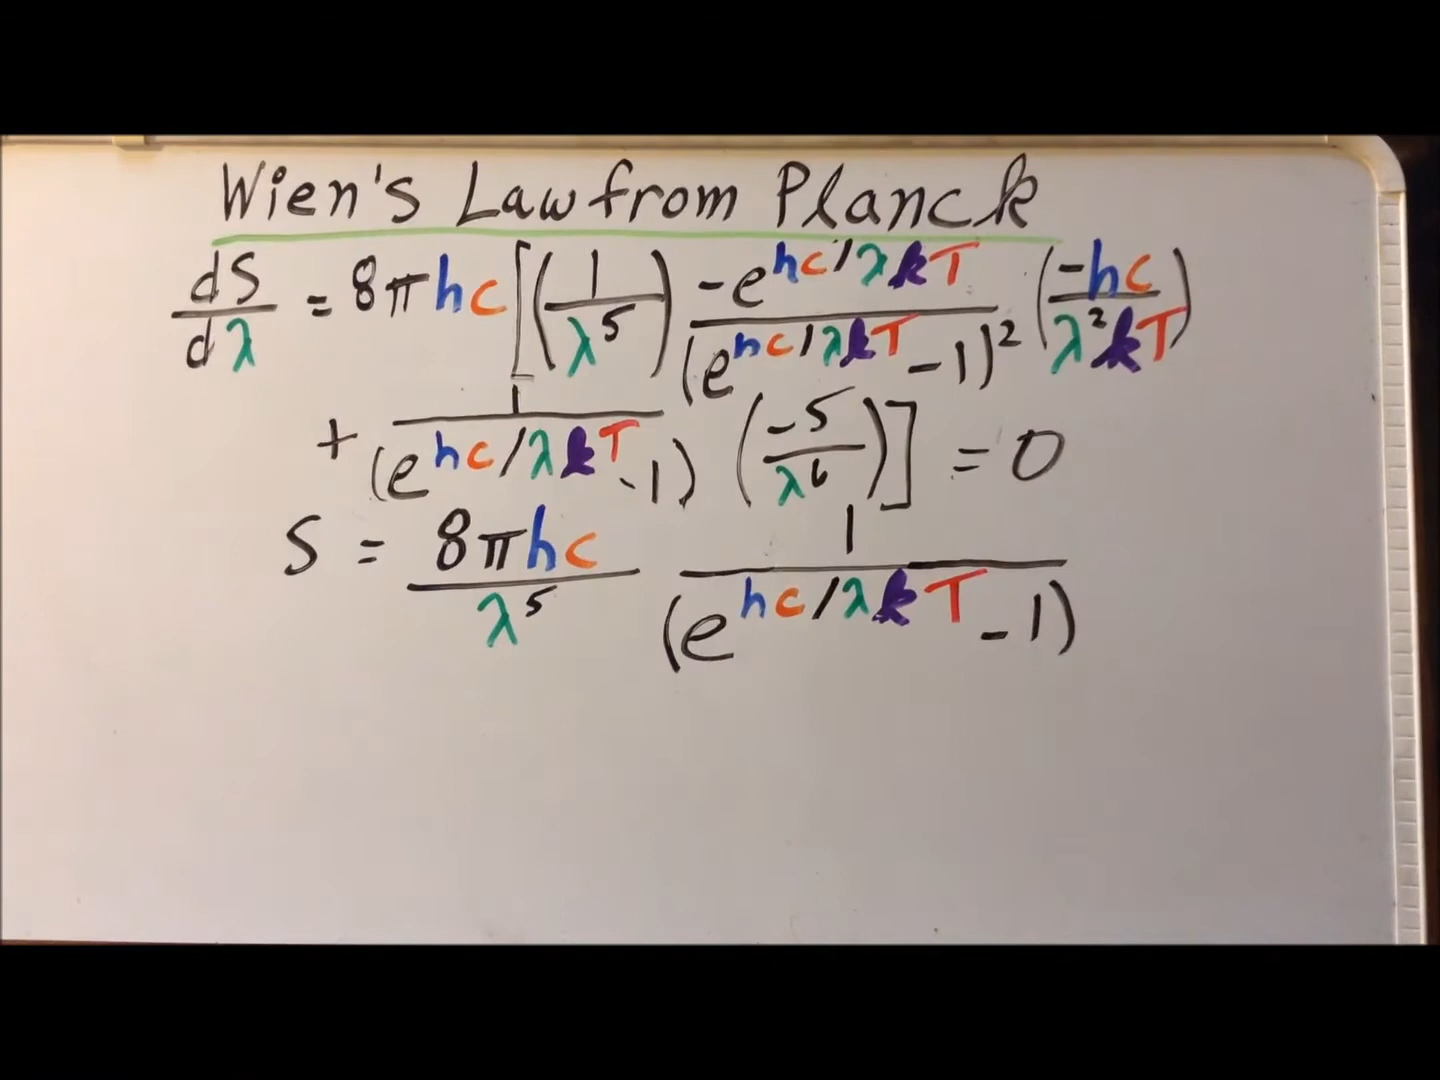 Wien's Law from Planck
dS/dλ = 8πhc [(1/λ⁵) -e^(hc/λkT)/(e^(hc/λkT) -1)² (-hc/λ²kT)
+ 1/(e^(hc/λkT) -1) (-5/λ⁶)] = 0
S = 8πhc/λ⁵ 1/(e^(hc/λkT) -1)